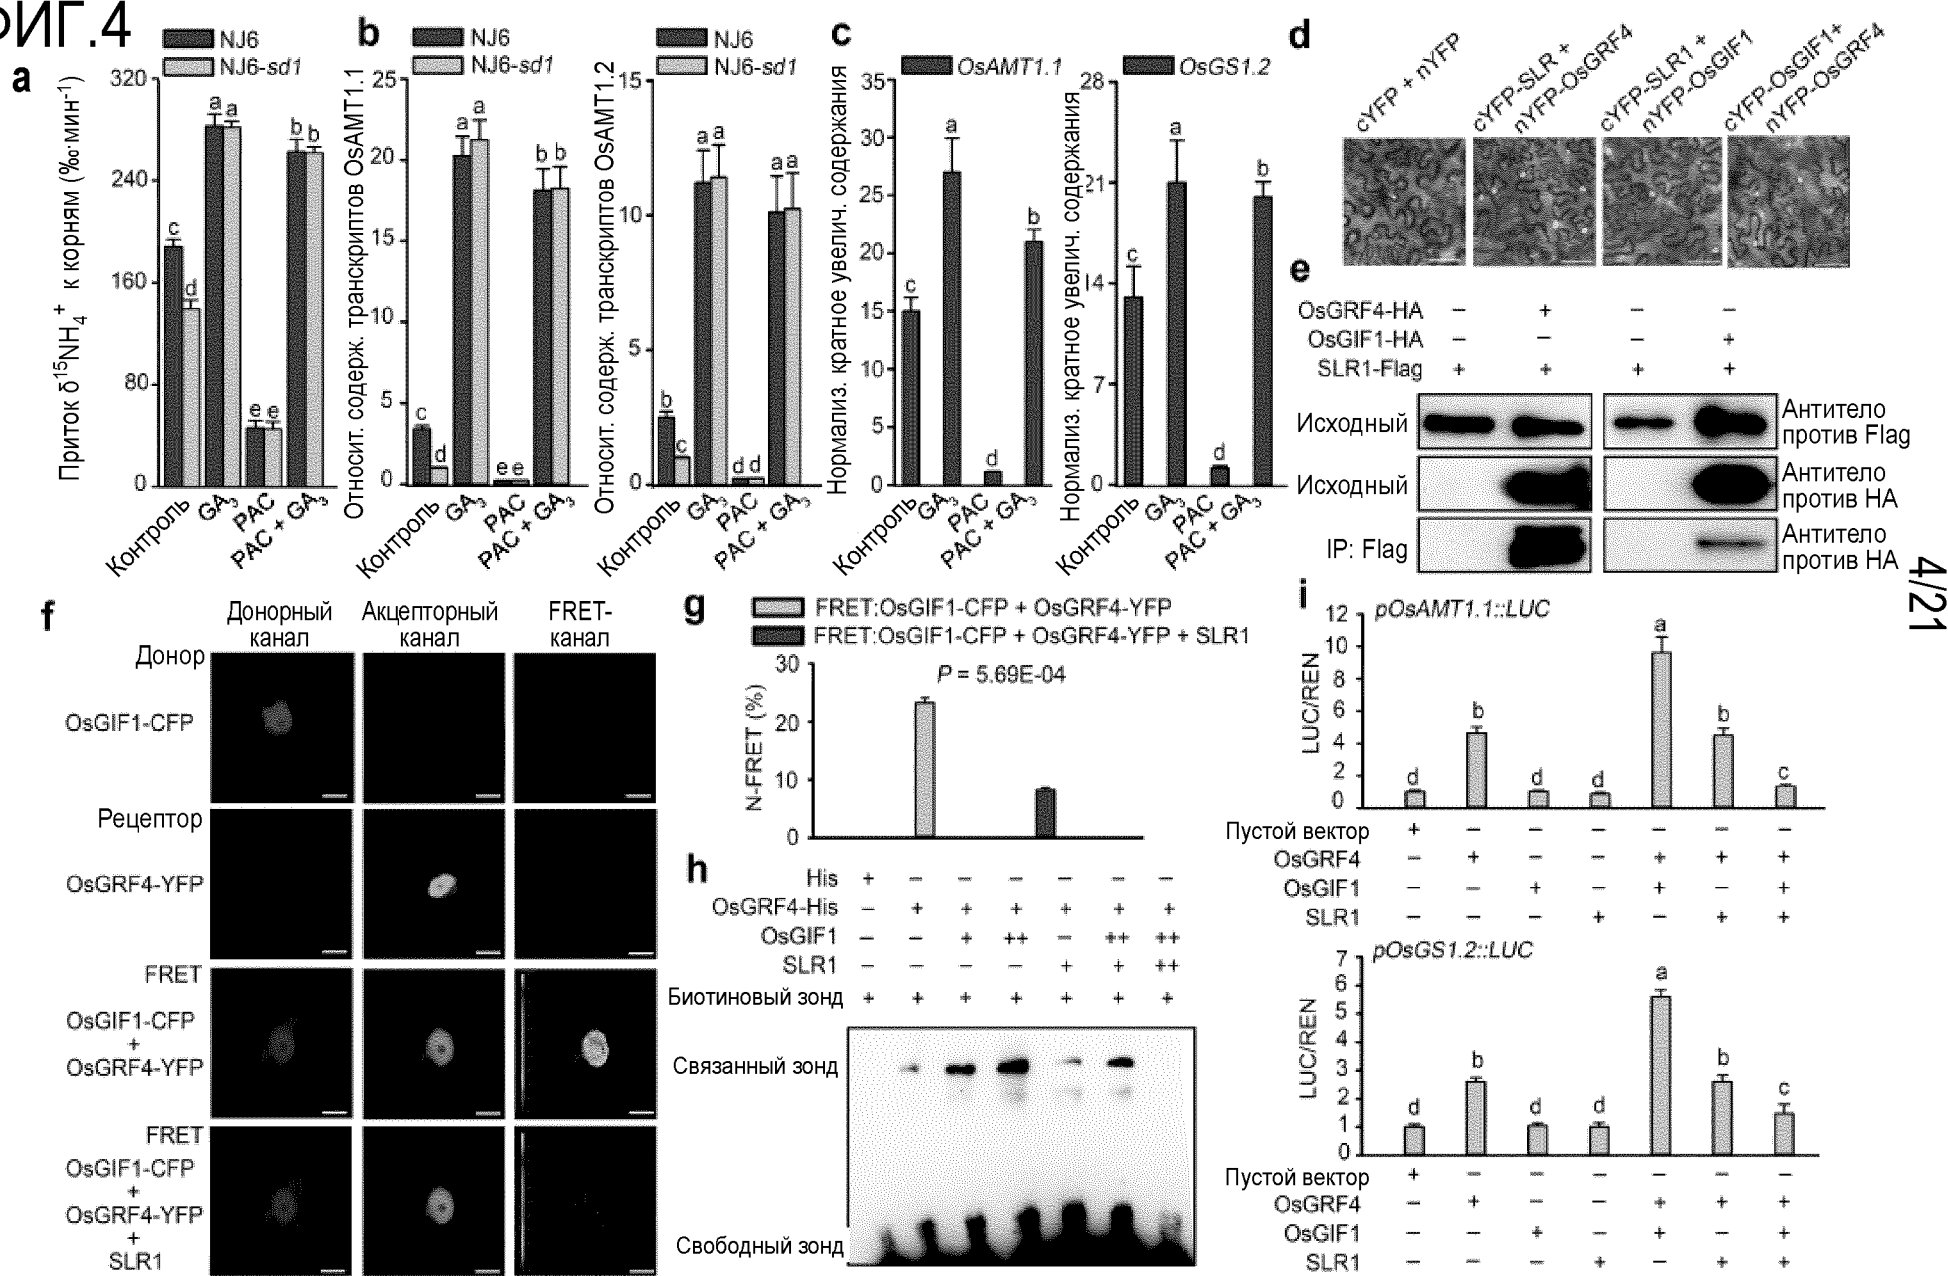 ФИГ.4
a
NJ6
NJ6-sd1
Приток δ¹⁵NH₄⁺ к корням (‰·мин⁻¹)
320
240
160
80
0
c
d
a
a
e
e
b
b
Контроль
GA₃
PAC
PAC + GA₃
b
NJ6
NJ6-sd1
Относит. содерж. транскриптов OsAMT1.1
25
20
15
10
5
0
c
d
a
a
e
e
b
b
Контроль
GA₃
PAC
PAC + GA₃
NJ6
NJ6-sd1
Относит. содерж. транскриптов OsAMT1.2
15
10
5
0
b
c
a
a
d
d
a
a
Контроль
GA₃
PAC
PAC + GA₃
c
OsAMT1.1
Нормализ. кратное увелич. содержания
35
30
25
20
15
10
5
0
c
a
d
b
Контроль
GA₃
PAC
PAC + GA₃
OsGS1.2
Нормализ. кратное увелич. содержания
28
21
14
7
0
c
a
d
b
Контроль
GA₃
PAC
PAC + GA₃
d
cYFP + nYFP
cYFP-SLR +
nYFP-OsGRF4
cYFP-SLR1 +
nYFP-OsGIF1
cYFP-OsGIF1+
nYFP-OsGRF4
e
OsGRF4-HA – + – –
OsGIF1-HA – – – +
SLR1-Flag + + + +
Исходный
Антитело
против Flag
Исходный
Антитело
против HA
IP: Flag
Антитело
против HA
4/21
f
Донорный
канал
Акцепторный
канал
FRET-
канал
Донор
OsGIF1-CFP
Рецептор
OsGRF4-YFP
FRET
OsGIF1-CFP
+
OsGRF4-YFP
FRET
OsGIF1-CFP
+
OsGRF4-YFP
+
SLR1
g
FRET:OsGIF1-CFP + OsGRF4-YFP
FRET:OsGIF1-CFP + OsGRF4-YFP + SLR1
P = 5.69E-04
N-FRET (%)
30
20
10
0
h
His + – – – – – –
OsGRF4-His – + + + + + +
OsGIF1 – – + ++ – ++ ++
SLR1 – – – – + + ++
Биотиновый зонд + + + + + + +
Связанный зонд
Свободный зонд
i
pOsAMT1.1::LUC
LUC/REN
12
10
8
6
4
2
0
d
b
d
d
a
b
c
Пустой вектор + – – – – – –
OsGRF4 – + – – + + +
OsGIF1 – – + – + – +
SLR1 – – – + – + +
pOsGS1.2::LUC
LUC/REN
7
6
5
4
3
2
1
0
d
b
d
d
a
b
c
Пустой вектор + – – – – – –
OsGRF4 – + – – + + +
OsGIF1 – – + – + – +
SLR1 – – – + – + +